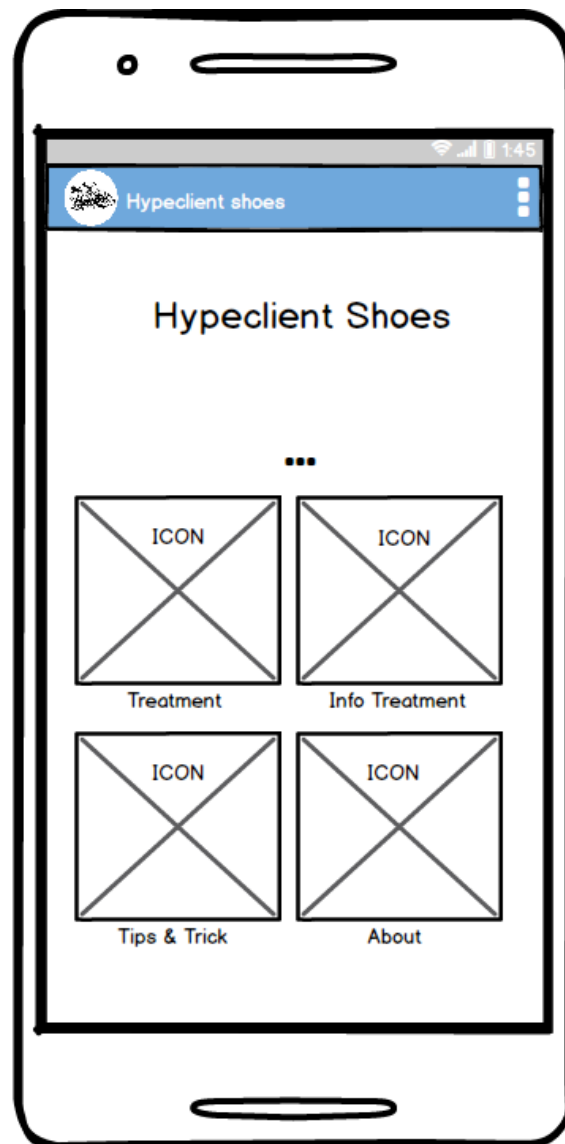 1:45
Hypeclient shoes
Hypeclient Shoes
...
ICON ICON
Treatment Info Treatment
ICON ICON
Tips & Trick About